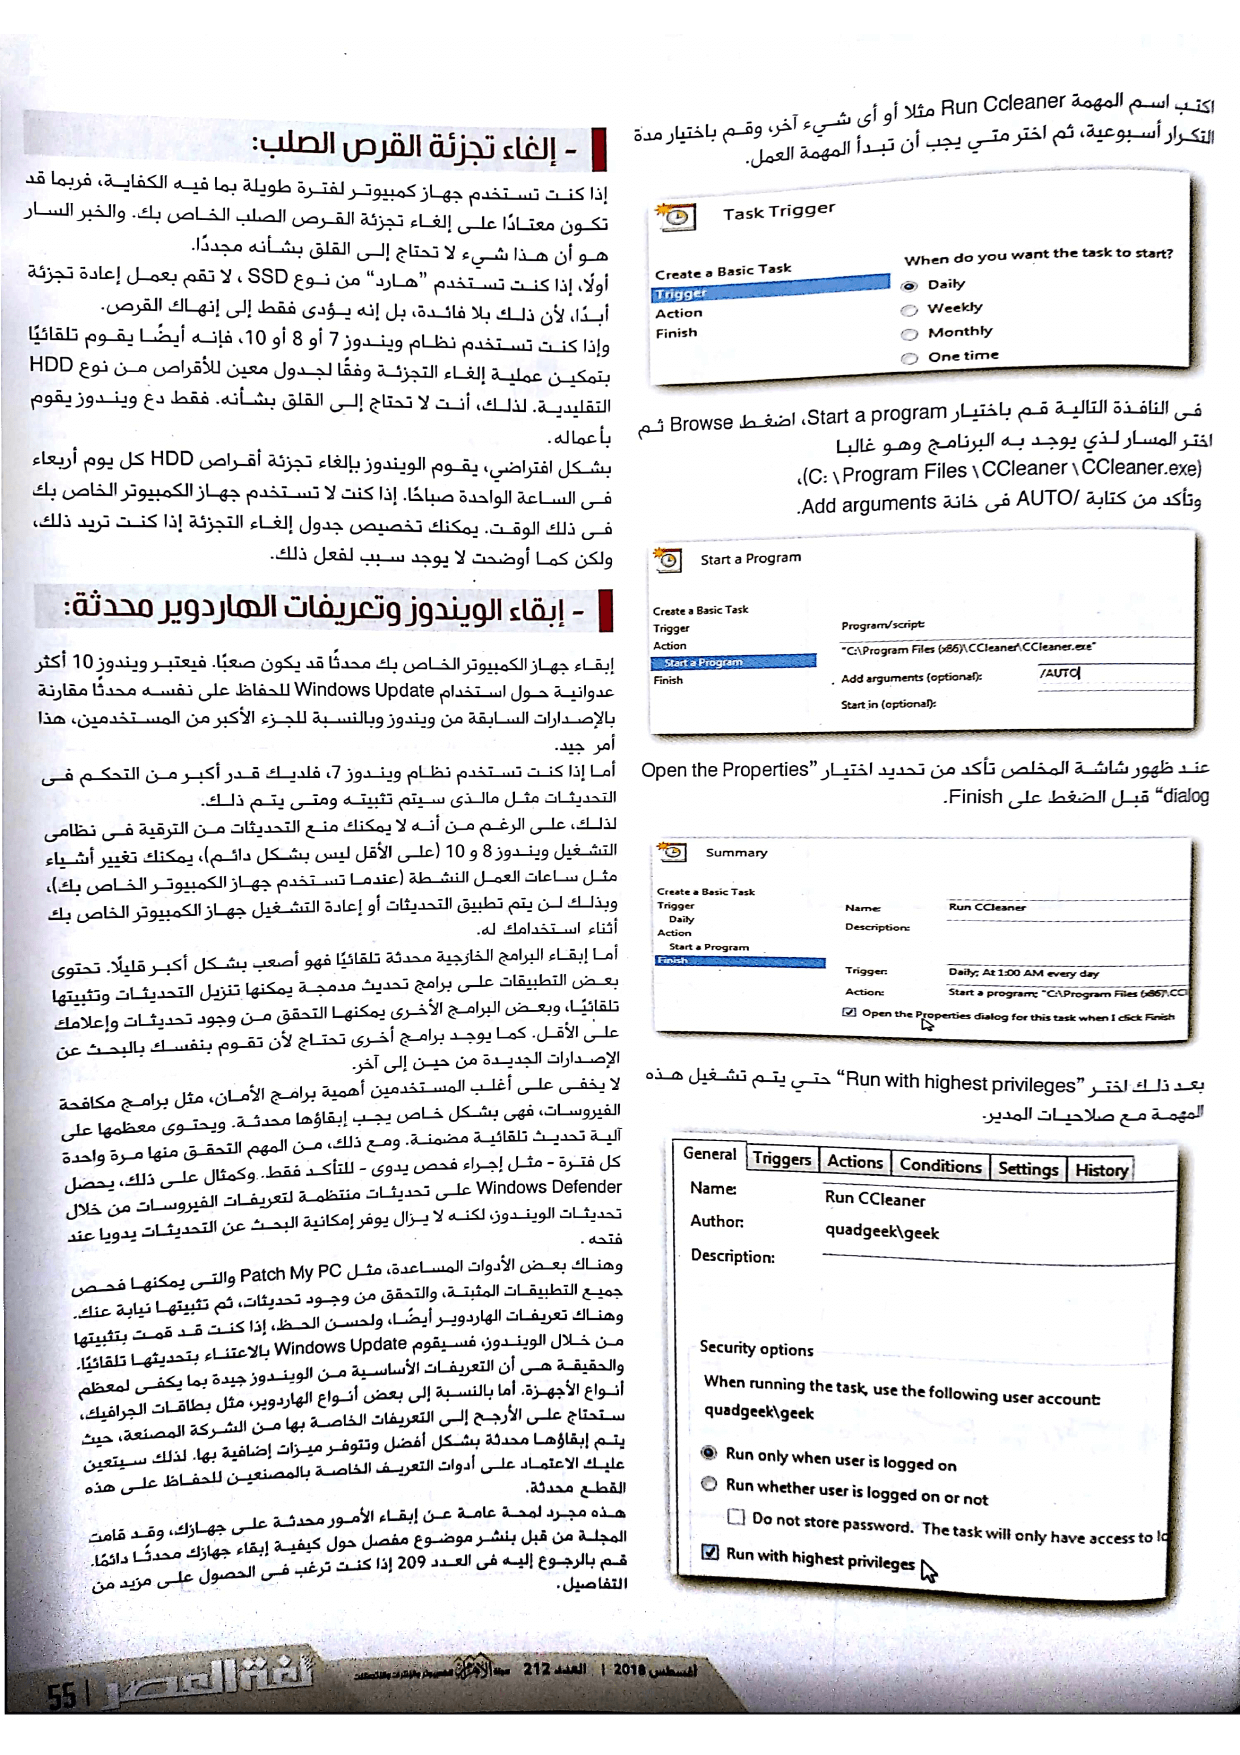 اكتب اسم المهمة Run Ccleaner مثلا أو أى شيء آخر، وقم باختيار مدة
التكرار أسبوعية، ثم اختر متي يجب أن تبدأ المهمة العمل.
Task Trigger
Create a Basic Task
Trigger
Action
Finish
When do you want the task to start?
Daily
Weekly
Monthly
One time
فى النافذة التالية قم باختيار Start a program، اضغط Browse ثم
اختر المسار لذي يوجد به البرنامج وهو غالبا
(C: \Program Files \CCleaner \CCleaner.exe)،
وتأكد من كتابة /AUTO فى خانة Add arguments.
Start a Program
Create a Basic Task
Trigger
Action
Start a Program
Finish
Program/script:
"C:\Program Files (x86)\CCleaner\CCleaner.exe"
Add arguments (optional):
/AUTO
Start in (optional):
عند ظهور شاشة المخلص تأكد من تحديد اختيار ”Open the Properties
dialog“ قبل الضغط على Finish.
Summary
Create a Basic Task
Trigger
Daily
Action
Start a Program
Finish
Name: Run CCleaner
Description:
Trigger: Daily; At 1:00 AM every day
Action: Start a program; "C:\Program Files (x86)\CCl
Open the Properties dialog for this task when I click Finish
بعد ذلك اختر ”Run with highest privileges“ حتي يتم تشغيل هذه
المهمة مع صلاحيات المدير.
General Triggers Actions Conditions Settings History
Name: Run CCleaner
Author: quadgeek\geek
Description:
Security options
When running the task, use the following user account:
quadgeek\geek
Run only when user is logged on
Run whether user is logged on or not
Do not store password. The task will only have access to lo
Run with highest privileges
- إلغاء تجزئة القرص الصلب:
إذا كنت تستخدم جهاز كمبيوتر لفترة طويلة بما فيه الكفاية، فربما قد
تكون معتادًا على إلغاء تجزئة القرص الصلب الخاص بك. والخبر السار
هو أن هذا شيء لا تحتاج إلى القلق بشأنه مجددًا.
أولًا، إذا كنت تستخدم ”هارد“ من نوع SSD ، لا تقم بعمل إعادة تجزئة
أبدًا، لأن ذلك بلا فائدة، بل إنه يؤدى فقط إلى إنهاك القرص.
وإذا كنت تستخدم نظام ويندوز 7 أو 8 أو 10، فإنه أيضًا يقوم تلقائيًا
بتمكين عملية إلغاء التجزئة وفقًا لجدول معين للأقراص من نوع HDD
التقليدية. لذلك، أنت لا تحتاج إلى القلق بشأنه. فقط دع ويندوز يقوم
بأعماله.
بشكل افتراضي، يقوم الويندوز بإلغاء تجزئة أقراص HDD كل يوم أربعاء
فى الساعة الواحدة صباحًا. إذا كنت لا تستخدم جهاز الكمبيوتر الخاص بك
فى ذلك الوقت. يمكنك تخصيص جدول إلغاء التجزئة إذا كنت تريد ذلك،
ولكن كما أوضحت لا يوجد سبب لفعل ذلك.
- إبقاء الويندوز وتعريفات الهاردوير محدثة:
إبقاء جهاز الكمبيوتر الخاص بك محدثًا قد يكون صعبًا. فيعتبر ويندوز 10 أكثر
عدوانية حول استخدام Windows Update للحفاظ على نفسه محدثًا مقارنة
بالإصدارات السابقة من ويندوز وبالنسبة للجزء الأكبر من المستخدمين، هذا
أمر جيد.
أما إذا كنت تستخدم نظام ويندوز 7، فلديك قدر أكبر من التحكم فى
التحديثات مثل مالذى سيتم تثبيته ومتى يتم ذلك.
لذلك، على الرغم من أنه لا يمكنك منع التحديثات من الترقية فى نظامى
التشغيل ويندوز 8 و 10 (على الأقل ليس بشكل دائم)، يمكنك تغيير أشياء
مثل ساعات العمل النشطة (عندما تستخدم جهاز الكمبيوتر الخاص بك)،
وبذلك لن يتم تطبيق التحديثات أو إعادة التشغيل جهاز الكمبيوتر الخاص بك
أثناء استخدامك له.
أما إبقاء البرامج الخارجية محدثة تلقائيًا فهو أصعب بشكل أكبر قليلًا. تحتوى
بعض التطبيقات على برامج تحديث مدمجة يمكنها تنزيل التحديثات وتثبيتها
تلقائيًا، وبعض البرامج الأخرى يمكنها التحقق من وجود تحديثات وإعلامك
على الأقل. كما يوجد برامج أخرى تحتاج لأن تقوم بنفسك بالبحث عن
الإصدارات الجديدة من حين إلى آخر.
لا يخفى على أغلب المستخدمين أهمية برامج الأمان، مثل برامج مكافحة
الفيروسات، فهى بشكل خاص يجب إبقاؤها محدثة. ويحتوى معظمها على
آلية تحديث تلقائية مضمنة. ومع ذلك، من المهم التحقق منها مرة واحدة
كل فترة - مثل إجراء فحص يدوى - للتأكد فقط. وكمثال على ذلك، يحصل
Windows Defender على تحديثات منتظمة لتعريفات الفيروسات من خلال
تحديثات الويندوز، لكنه لا يزال يوفر إمكانية البحث عن التحديثات يدويا عند
فتحه .
وهناك بعض الأدوات المساعدة، مثل Patch My PC والتى يمكنها فحص
جميع التطبيقات المثبتة، والتحقق من وجود تحديثات، ثم تثبيتها نيابة عنك.
وهناك تعريفات الهاردوير أيضًا، ولحسن الحظ، إذا كنت قد قمت بتثبيتها
من خلال الويندوز، فسيقوم Windows Update بالاعتناء بتحديثها تلقائيًا.
والحقيقة هى أن التعريفات الأساسية من الويندوز جيدة بما يكفى لمعظم
أنواع الأجهزة. أما بالنسبة إلى بعض أنواع الهاردوير، مثل بطاقات الجرافيك،
ستحتاج على الأرجح إلى التعريفات الخاصة بها من الشركة المصنعة، حيث
يتم إبقاؤها محدثة بشكل أفضل وتتوفر ميزات إضافية بها. لذلك سيتعين
عليك الاعتماد على أدوات التعريف الخاصة بالمصنعين للحفاظ على هذه
القطع محدثة.
هذه مجرد لمحة عامة عن إبقاء الأمور محدثة على جهازك، وقد قامت
المجلة من قبل بنشر موضوع مفصل حول كيفية إبقاء جهازك محدثًا دائمًا.
قم بالرجوع إليه فى العدد 209 إذا كنت ترغب فى الحصول على مزيد من
التفاصيل.
أغسطس 2018 | العدد 212 مجلة الأهرام للكمبيوتر والإنترنت والاتصالات
لغة العصر | 55